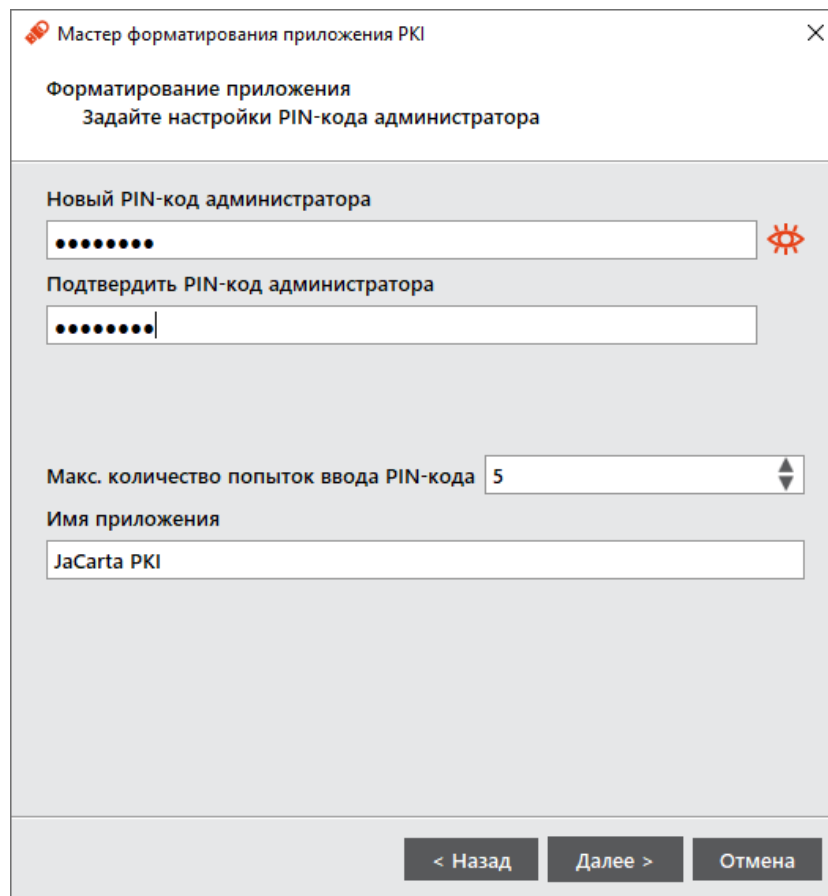 Мастер форматирования приложения PKI
Форматирование приложения
Задайте настройки PIN-кода администратора
Новый PIN-код администратора
●●●●●●●●
Подтвердить PIN-код администратора
●●●●●●●●
Макс. количество попыток ввода PIN-кода 5
Имя приложения
JaCarta PKI
< Назад Далее > Отмена